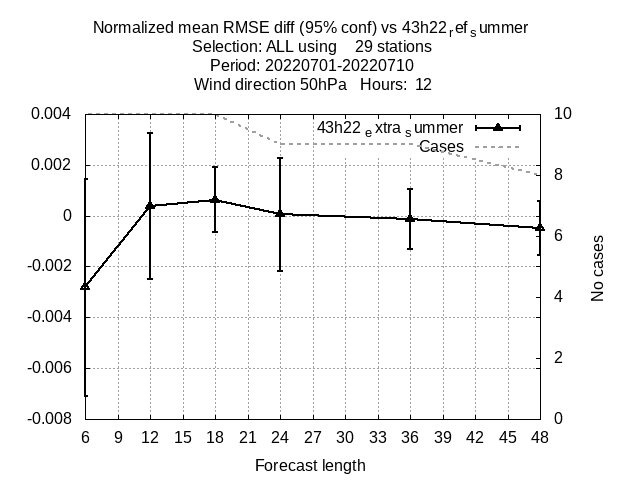 Normalized mean RMSE diff (95% conf) vs 43h22refsummer
Selection: ALL using 29 stations
Period: 20220701-20220710
Wind direction 50hPa Hours: 12
43h22extrasummer
Cases
0.004
0.002
0
-0.002
-0.004
-0.006
-0.008
10
8
6
4
2
0
No cases
6 9 12 15 18 21 24 27 30 33 36 39 42 45 48
Forecast length